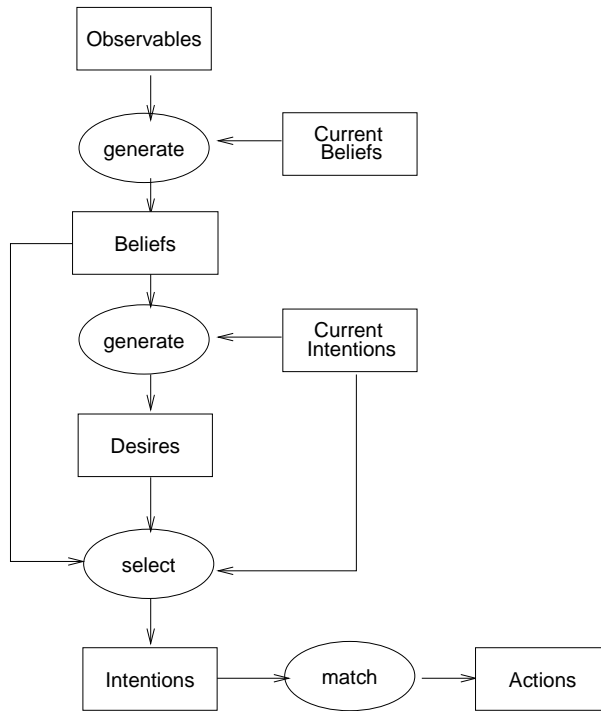 Observables
generate
Current
Beliefs
Beliefs
generate
Current
Intentions
Desires
select
Intentions
match
Actions